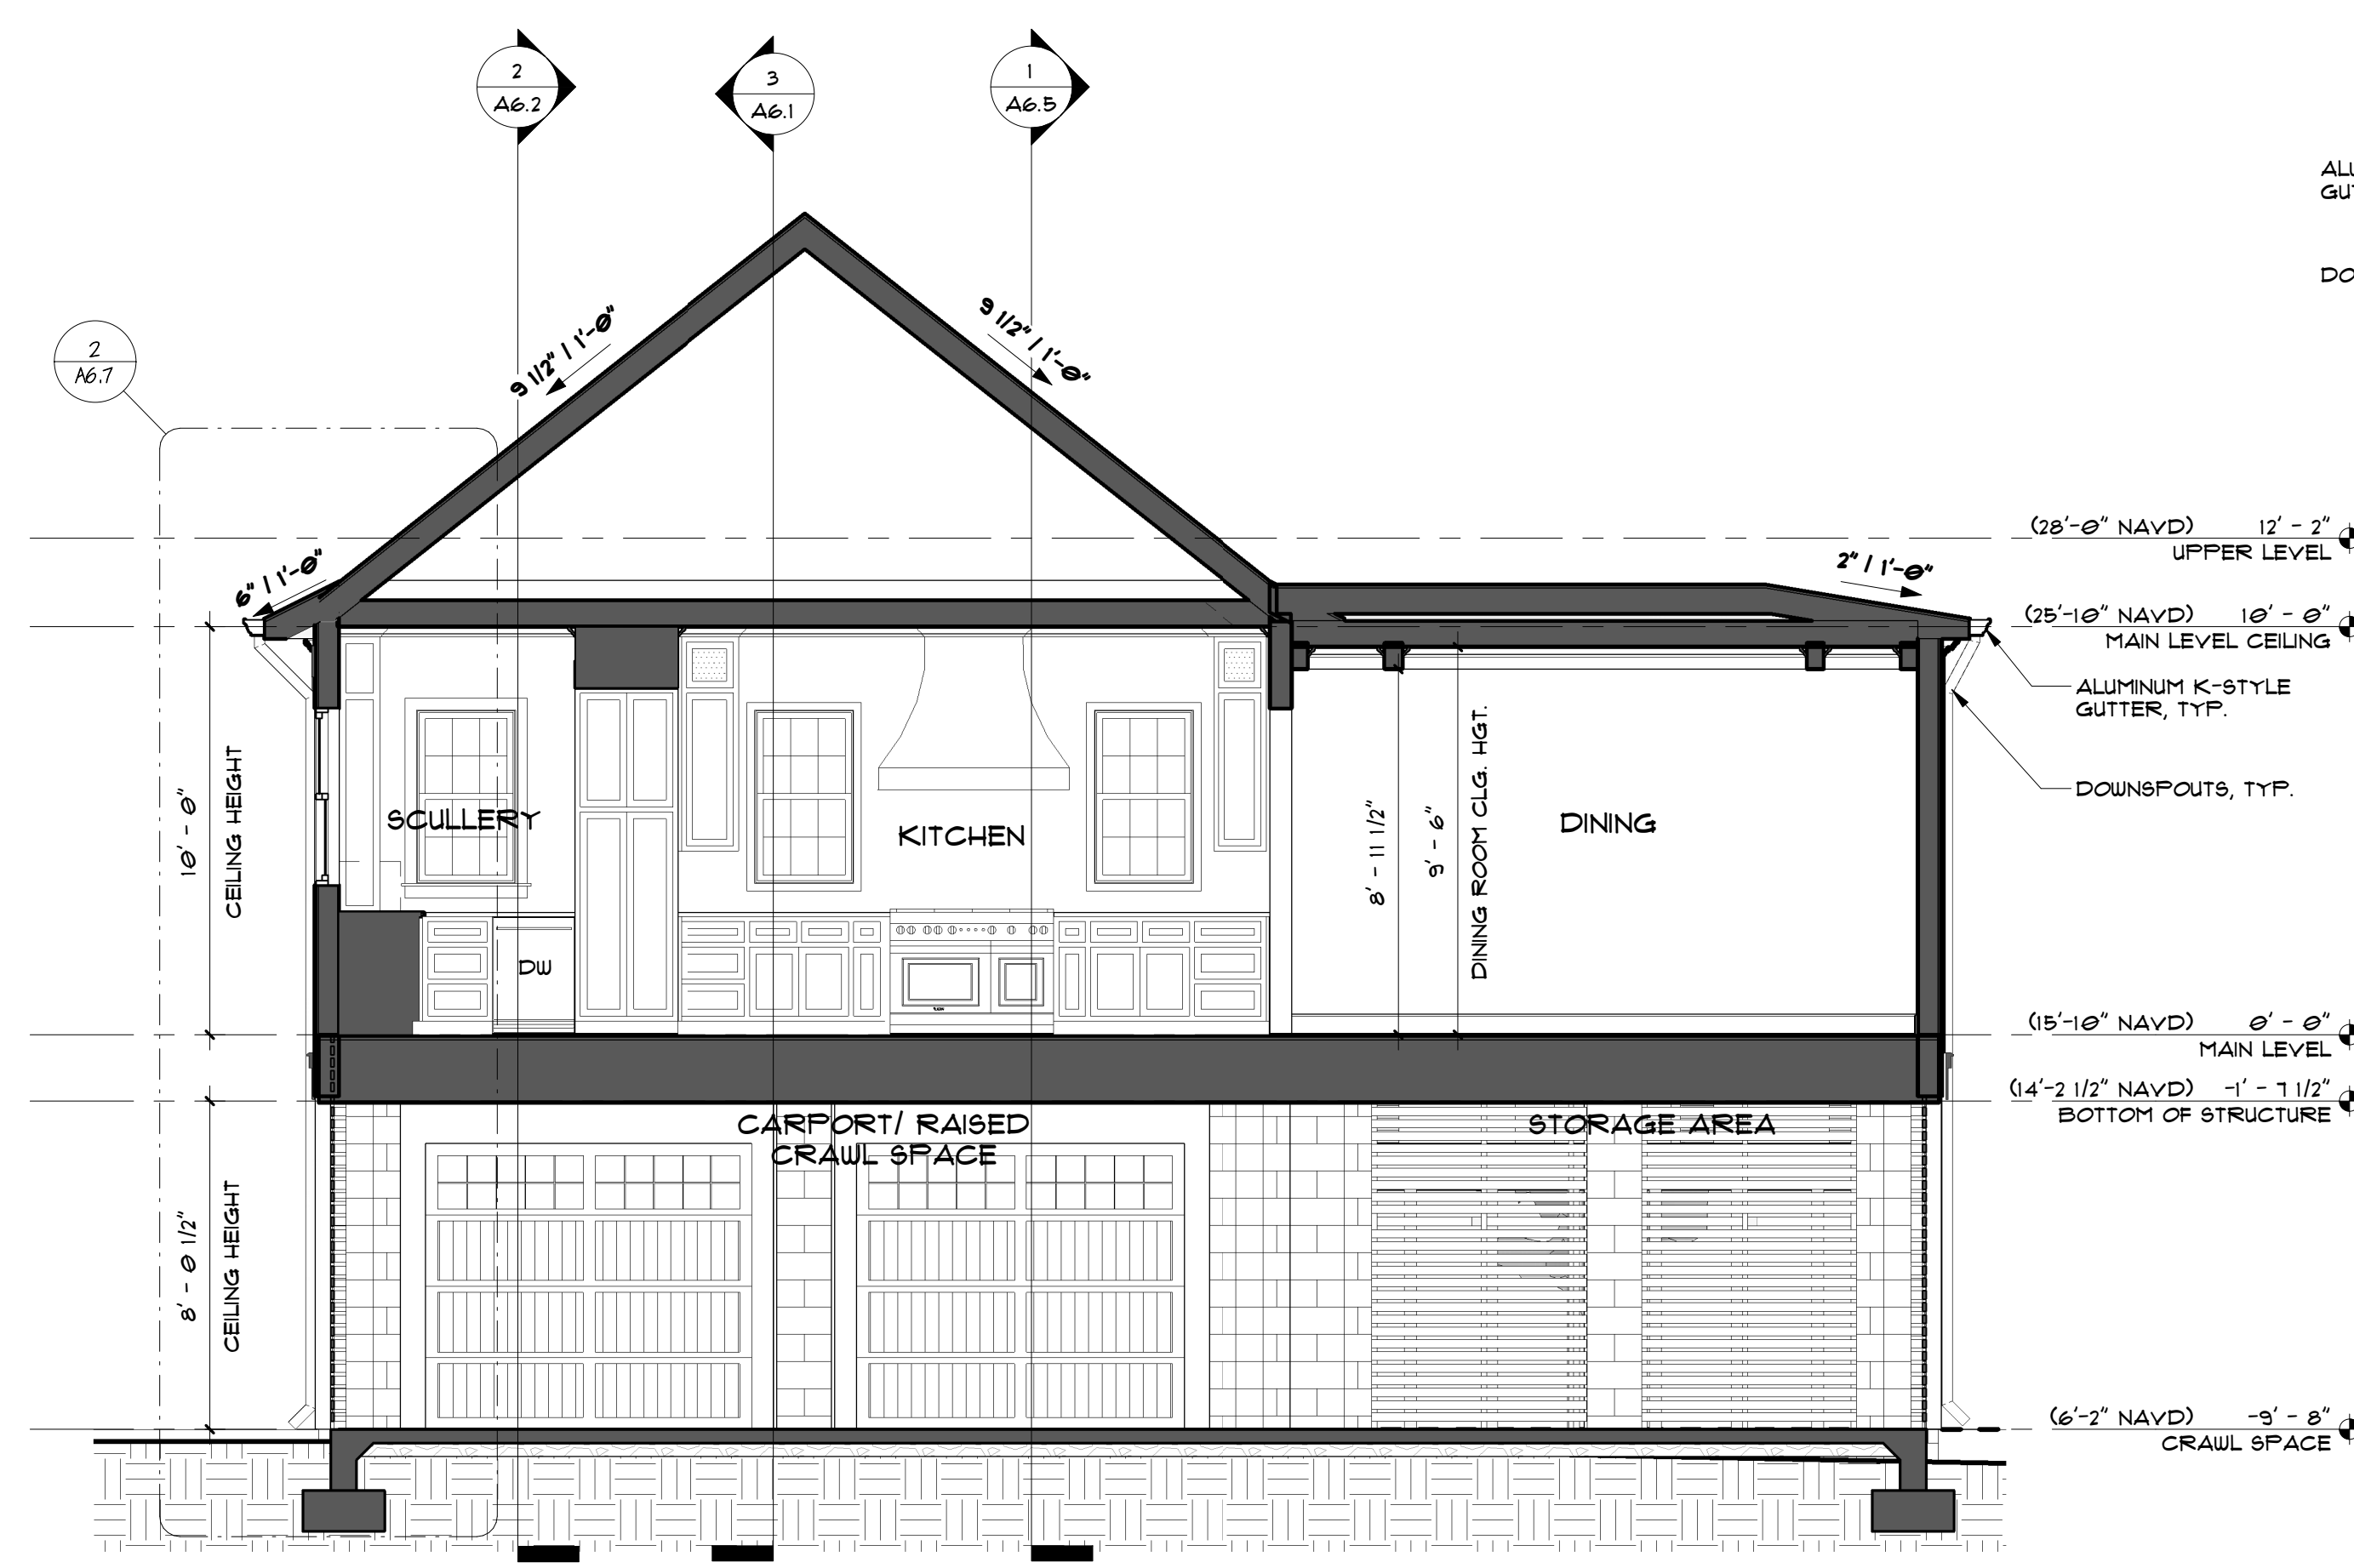 2
A6.2
3
A6.1
1
A6.5
ALU
GUT
DO
9 1/2" / 1'-0"
9 1/2" / 1'-0"
2
A6.7
6" / 1'-0"
2" / 1'-0"
(28'-0" NAVD) 12' - 2"
UPPER LEVEL
(25'-10" NAVD) 10' - 0"
MAIN LEVEL CEILING
ALUMINUM K-STYLE
GUTTER, TYP.
DOWNSPOUTS, TYP.
10' - 0"
CEILING HEIGHT
SCULLERY
KITCHEN
8' - 11 1/2"
9' - 6"
DINING ROOM CLG. HGT.
DINING
DW
(15'-10" NAVD) 0' - 0"
MAIN LEVEL
(14'-2 1/2" NAVD) -1' - 7 1/2"
BOTTOM OF STRUCTURE
CARPORT/ RAISED
CRAWL SPACE
STORAGE AREA
8' - 0 1/2"
CEILING HEIGHT
(6'-2" NAVD) -9' - 8"
CRAWL SPACE